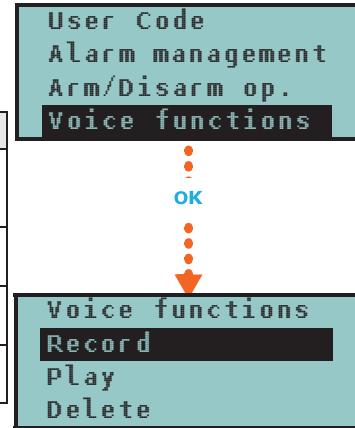 User Code
Alarm management
Arm/Disarm op.
Voice functions
OK
Voice functions
Record
Play
Delete